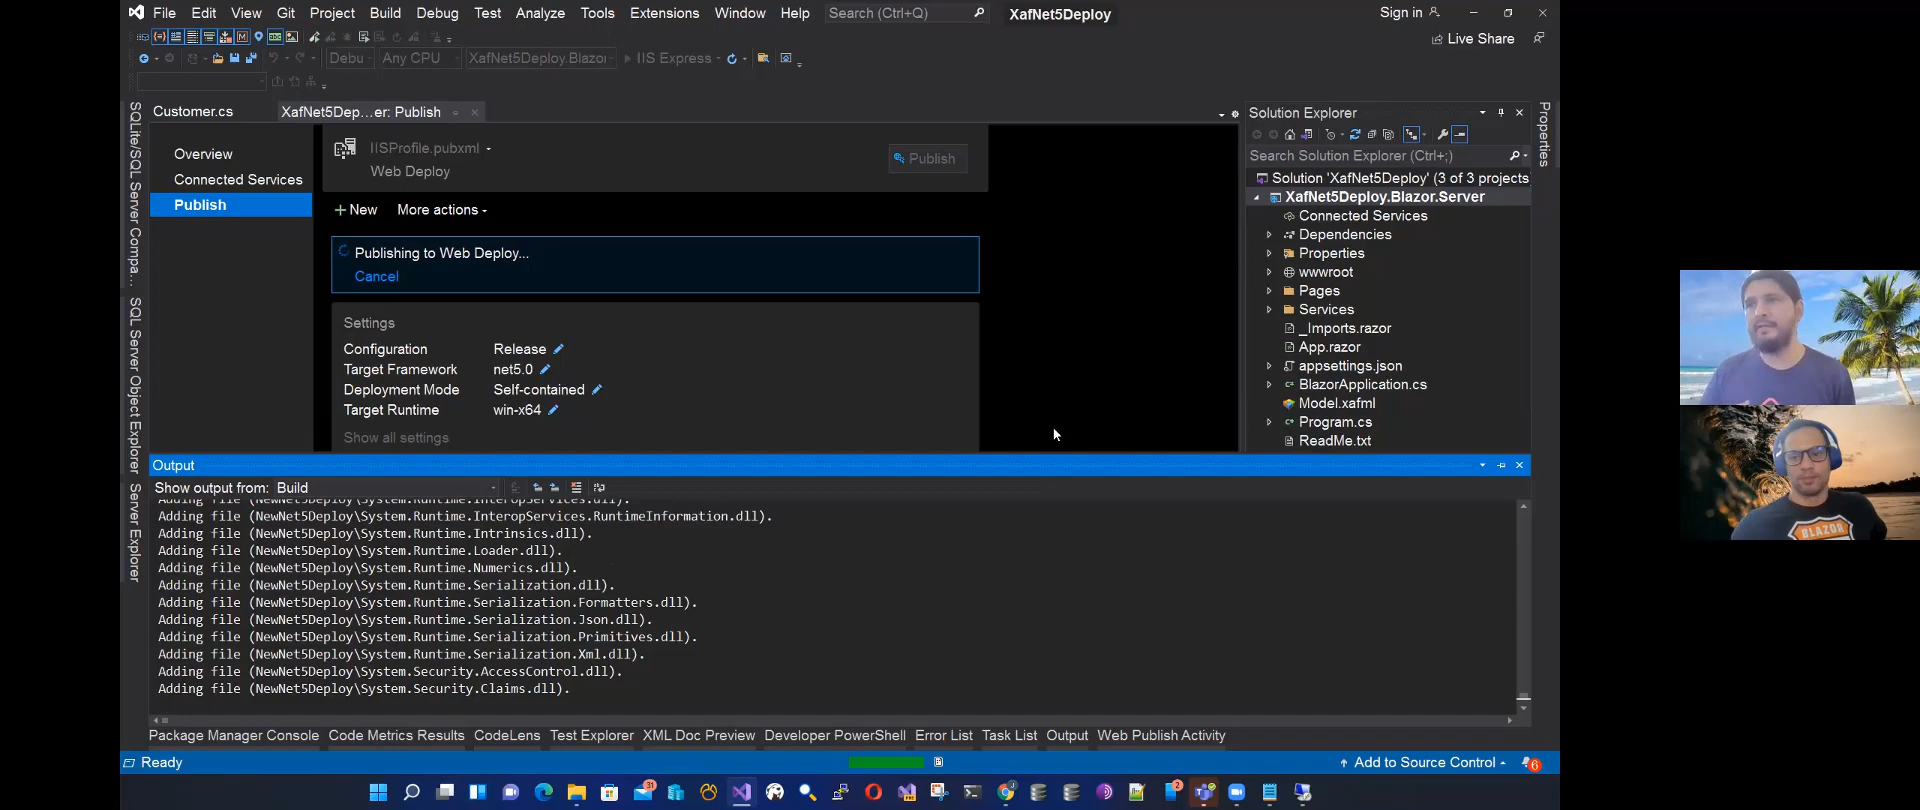 File Edit View Git Project Build Debug Test Analyze Tools Extensions Window Help Search (Ctrl+Q) XafNet5Deploy Sign in
Live Share
Debu Any CPU XafNet5Deploy.Blazor IIS Express
Customer.cs XafNet5Dep...er: Publish
Overview
Connected Services
Publish
IISProfile.pubxml
Web Deploy
Publish
New More actions
Publishing to Web Deploy...
Cancel
Settings
Configuration Release
Target Framework net5.0
Deployment Mode Self-contained
Target Runtime win-x64
Show all settings
Solution Explorer
Search Solution Explorer (Ctrl+;)
Solution 'XafNet5Deploy' (3 of 3 projects
XafNet5Deploy.Blazor.Server
Connected Services
Dependencies
Properties
wwwroot
Pages
Services
_Imports.razor
App.razor
appsettings.json
BlazorApplication.cs
Model.xafml
Program.cs
ReadMe.txt
Properties
SQLite/SQL Server Compa...
SQL Server Object Explorer
Server Explorer
Output
Show output from: Build
Adding file (NewNet5Deploy\System.Runtime.InteropServices.dll).
Adding file (NewNet5Deploy\System.Runtime.InteropServices.RuntimeInformation.dll).
Adding file (NewNet5Deploy\System.Runtime.Intrinsics.dll).
Adding file (NewNet5Deploy\System.Runtime.Loader.dll).
Adding file (NewNet5Deploy\System.Runtime.Numerics.dll).
Adding file (NewNet5Deploy\System.Runtime.Serialization.dll).
Adding file (NewNet5Deploy\System.Runtime.Serialization.Formatters.dll).
Adding file (NewNet5Deploy\System.Runtime.Serialization.Json.dll).
Adding file (NewNet5Deploy\System.Runtime.Serialization.Primitives.dll).
Adding file (NewNet5Deploy\System.Runtime.Serialization.Xml.dll).
Adding file (NewNet5Deploy\System.Security.AccessControl.dll).
Adding file (NewNet5Deploy\System.Security.Claims.dll).
Package Manager Console Code Metrics Results CodeLens Test Explorer XML Doc Preview Developer PowerShell Error List Task List Output Web Publish Activity
Ready Add to Source Control 6
31 2
BLAZOR